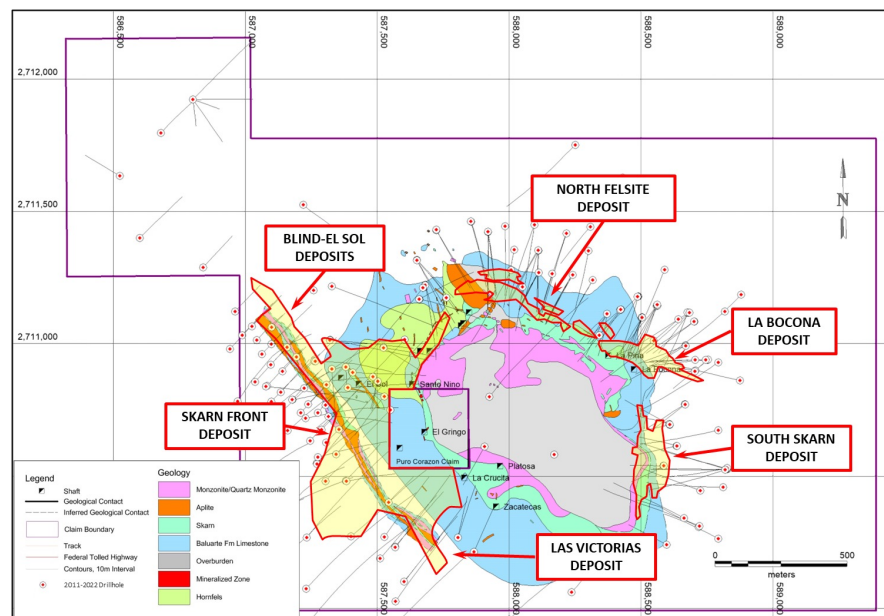 586,500
587,000
587,500
588,000
588,500
589,000
2,712,000
2,711,500
2,711,000
NORTH FELSITE
DEPOSIT
N
BLIND-EL SOL
DEPOSITS
LA BOCONA
DEPOSIT
La Pina
La Bocona
El Sol
Santo Nino
SKARN FRONT
DEPOSIT
El Gringo
Puro Corazon Claim
SOUTH SKARN
DEPOSIT
Platosa
La Crucita
Zacatecas
LAS VICTORIAS
DEPOSIT
Legend
Shaft
Geological Contact
Inferred Geological Contact
Claim Boundary
Track
Federal Tolled Highway
Contours, 10m Interval
2011-2022 Drillhole
Geology
Monzonite/Quartz Monzonite
Aplite
Skarn
Baluarte Fm Limestone
Overburden
Mineralized Zone
Hornfels
0 500
meters
587,500
588,000
588,500
589,000